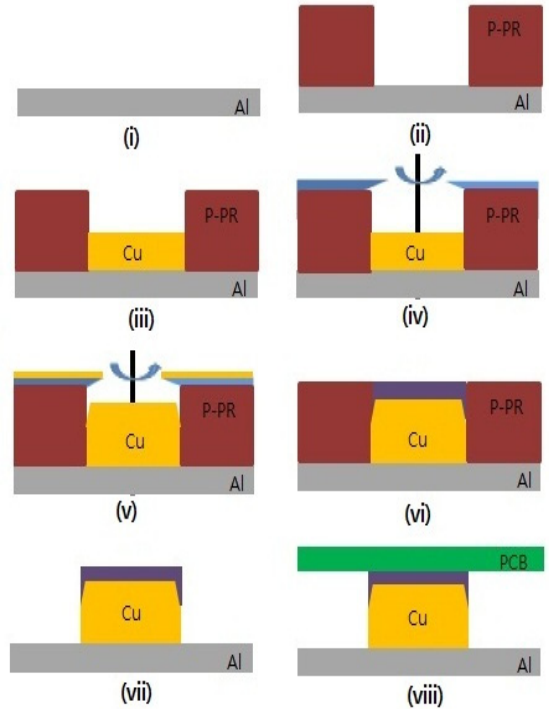 Al
(i)
P-PR
Al
(ii)
P-PR
Cu
Al
(iii)
P-PR
Cu
Al
(iv)
P-PR
Cu
Al
(v)
P-PR
Cu
Al
(vi)
Cu
Al
(vii)
PCB
Cu
Al
(viii)